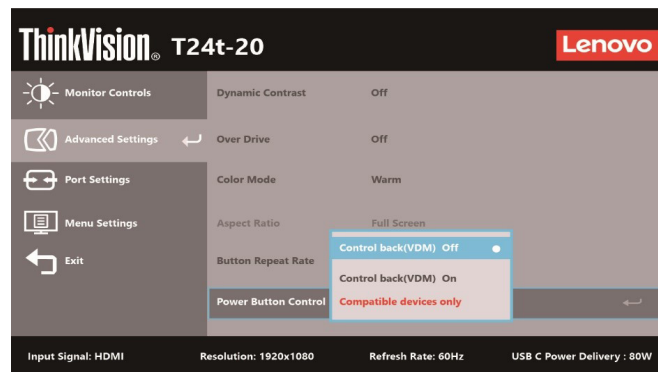 ThinkVision® T24t-20
Lenovo
Monitor Controls
Advanced Settings
Port Settings
Menu Settings
Exit
Dynamic Contrast Off
Over Drive Off
Color Mode Warm
Aspect Ratio Full Screen
Button Repeat Rate
Power Button Control
Control back(VDM) Off
Control back(VDM) On
Compatible devices only
Input Signal: HDMI Resolution: 1920x1080 Refresh Rate: 60Hz USB C Power Delivery : 80W